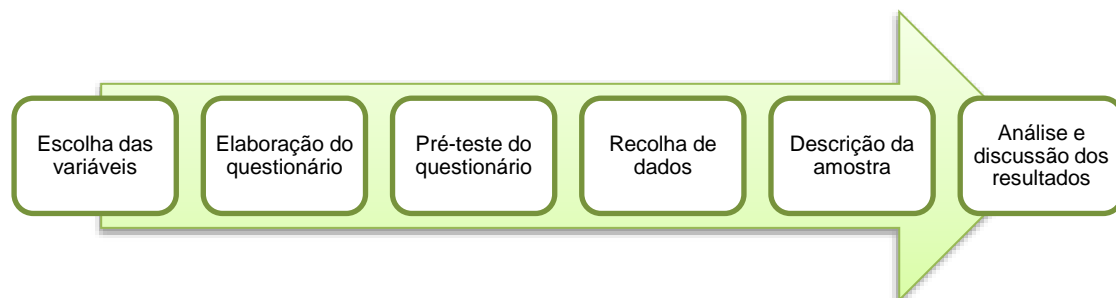 Escolha das
variáveis
Elaboração do
questionário
Pré-teste do
questionário
Recolha de
dados
Descrição da
amostra
Análise e
discussão dos
resultados